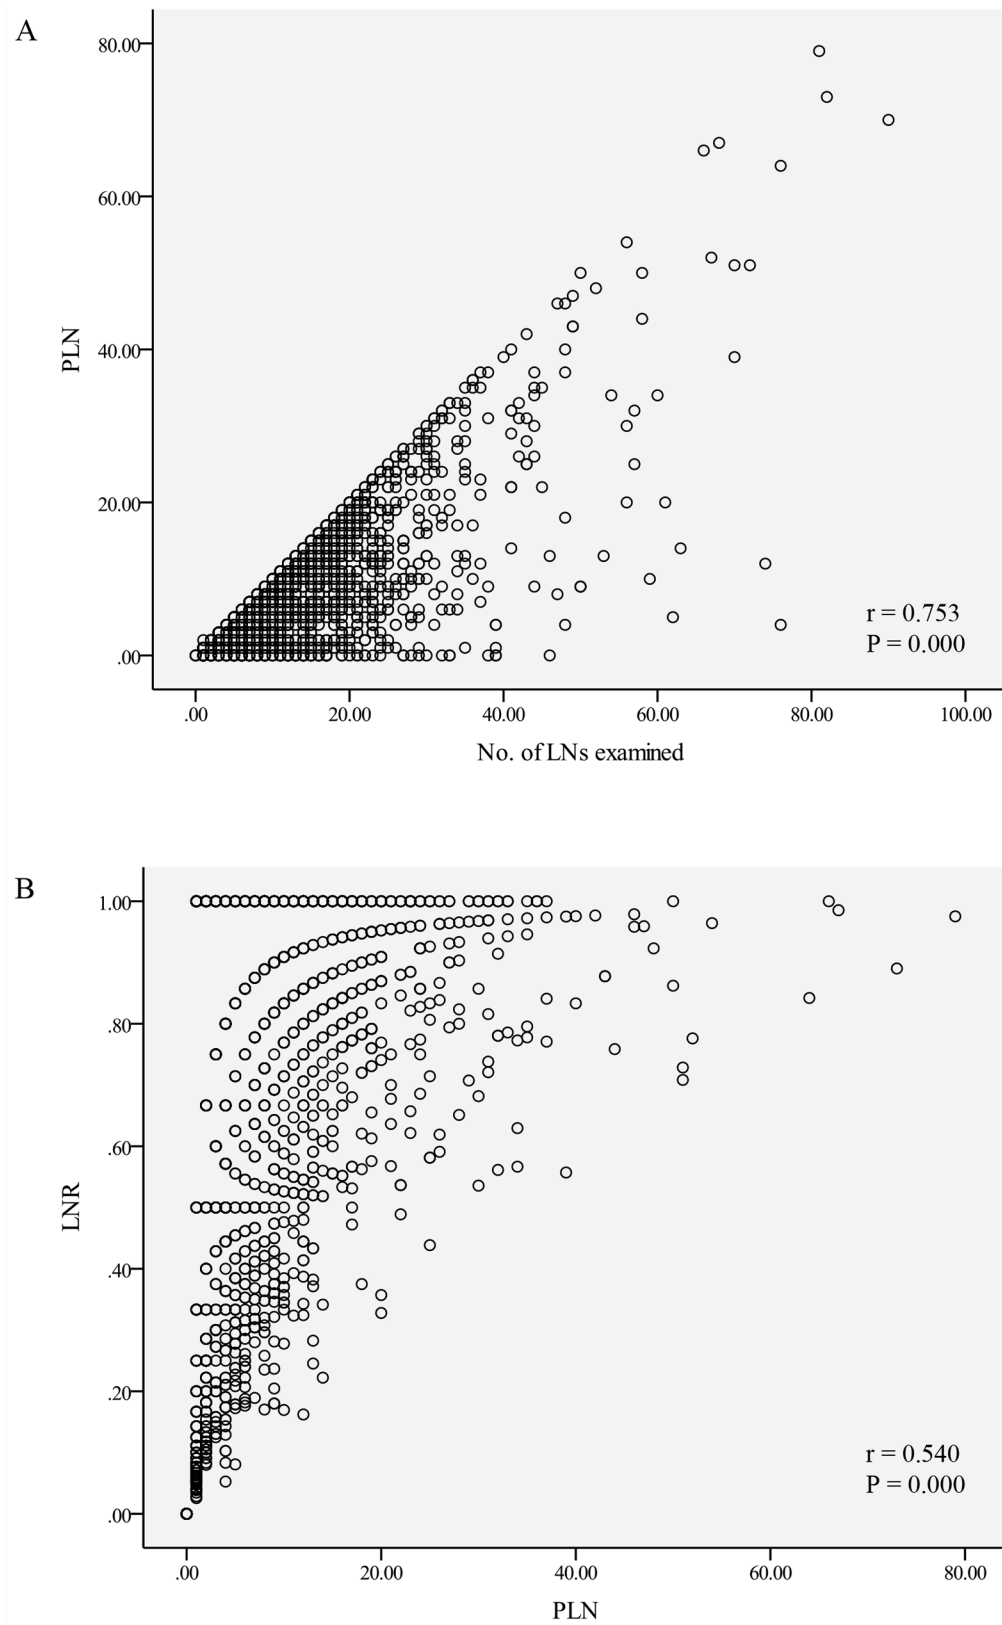 A
80.00
60.00
40.00
20.00
.00
PLN
r = 0.753
P = 0.000
.00 20.00 40.00 60.00 80.00 100.00
No. of LNs examined
B
1.00
.80
.60
.40
.20
.00
LNR
r = 0.540
P = 0.000
.00 20.00 40.00 60.00 80.00
PLN